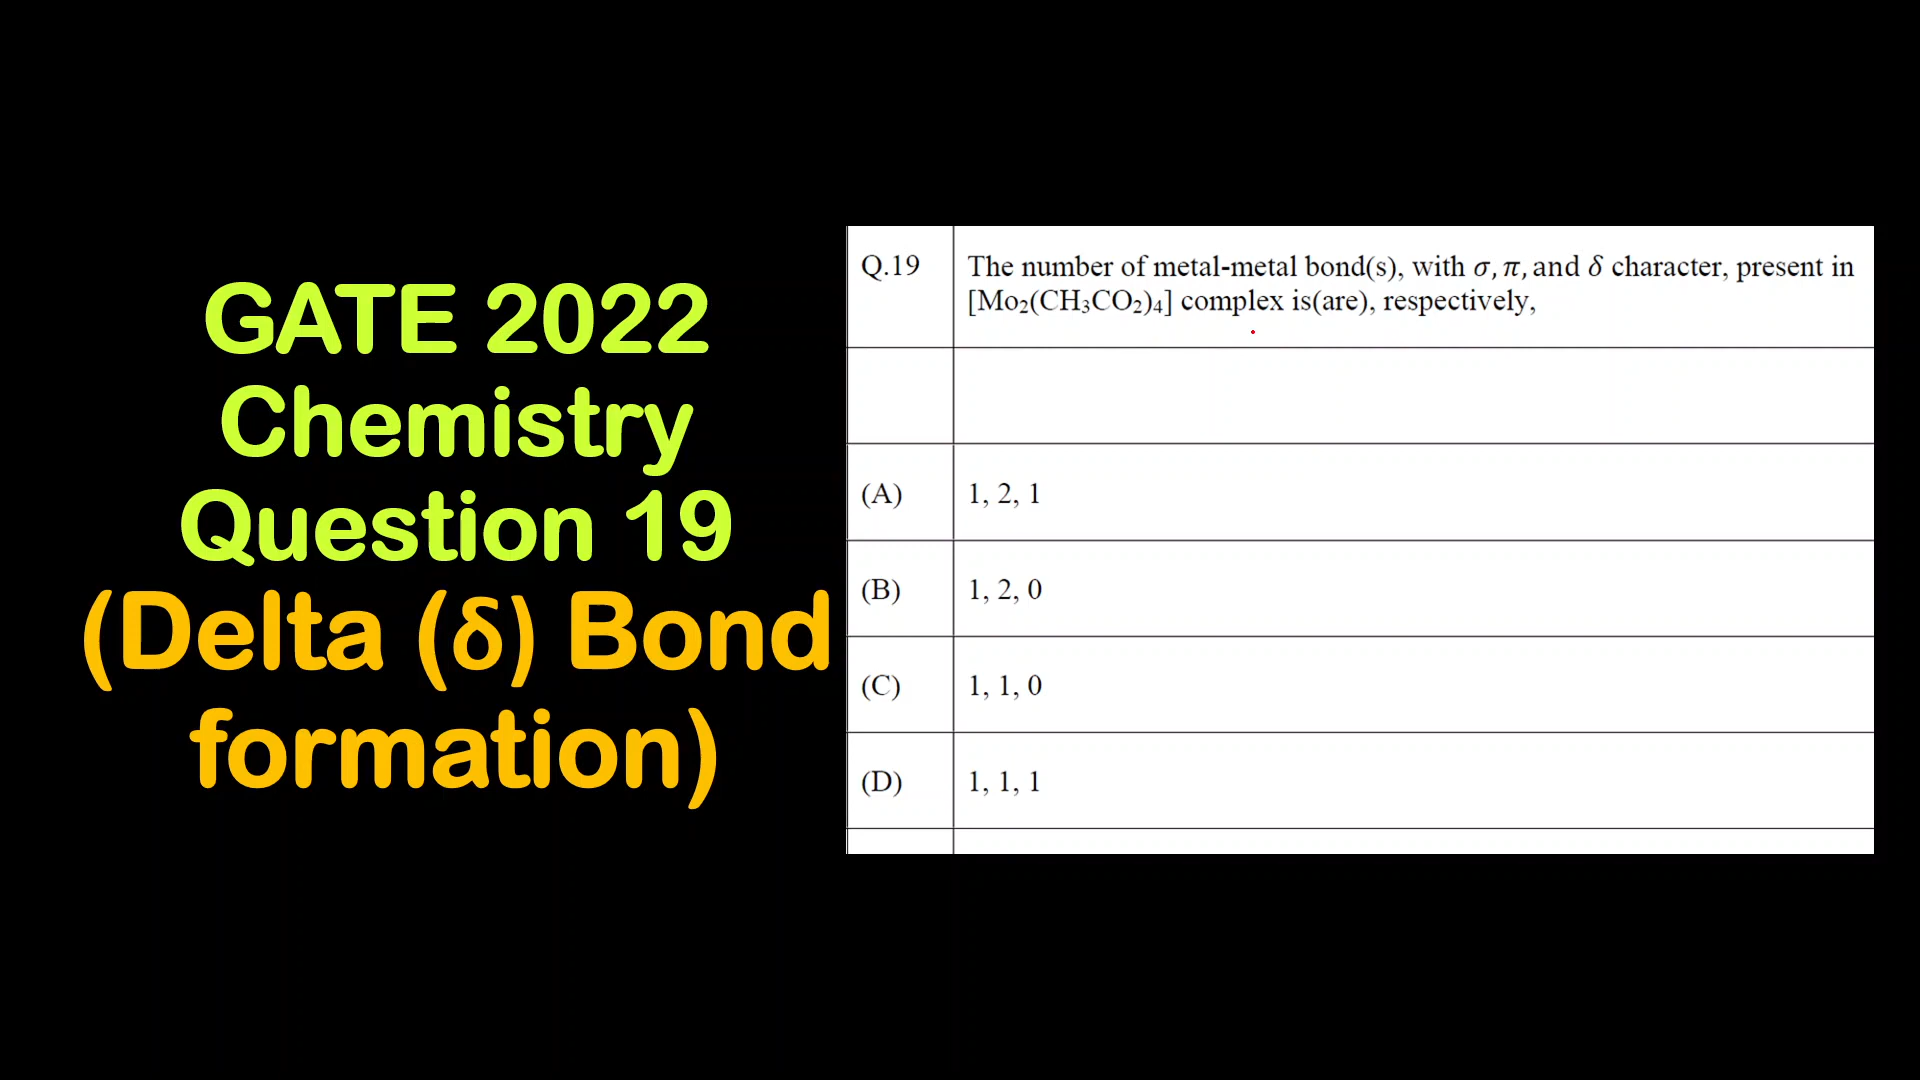 GATE 2022
Chemistry
Question 19
(Delta (δ) Bond
formation)
Q.19
The number of metal-metal bond(s), with σ, π, and δ character, present in
[Mo₂(CH₃CO₂)₄] complex is(are), respectively,
(A) 1, 2, 1
(B) 1, 2, 0
(C) 1, 1, 0
(D) 1, 1, 1